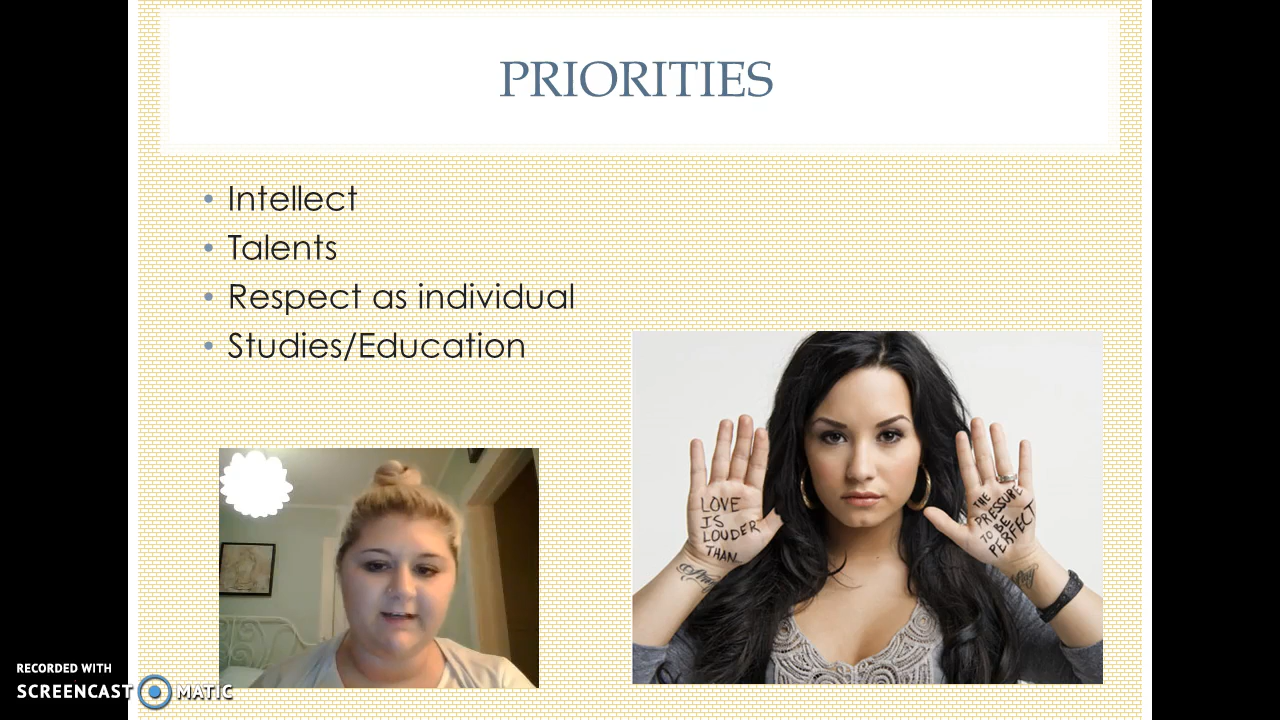 PRIORITIES
• Intellect
• Talents
• Respect as individual
• Studies/Education
LOVE
IS
LOUDER
THAN
THE
PRESSURE
TO BE
PERFECT
RECORDED WITH
SCREENCAST MATIC